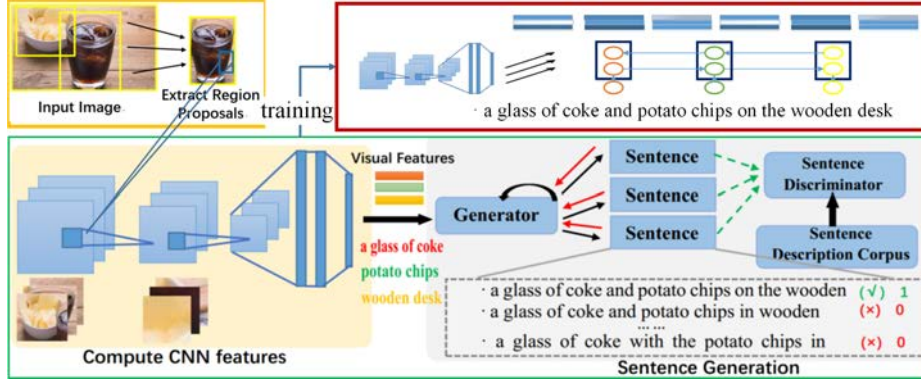 Input Image
Extract Region
Proposals
training
· a glass of coke and potato chips on the wooden desk
Visual Features
a glass of coke
potato chips
wooden desk
Compute CNN features
Generator
Sentence
Sentence
Sentence
Sentence
Discriminator
Sentence
Description Corpus
· a glass of coke and potato chips on the wooden (√) 1
· a glass of coke and potato chips in wooden (×) 0
... ...
· a glass of coke with the potato chips in (×) 0
Sentence Generation